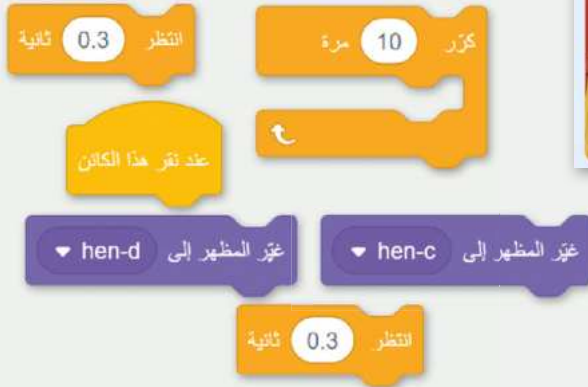 كرّر 10 مرة
انتظر 0.3 ثانية
عند نقر هذا الكائن
غيّر المظهر إلى hen-c
غيّر المظهر إلى hen-d
انتظر 0.3 ثانية